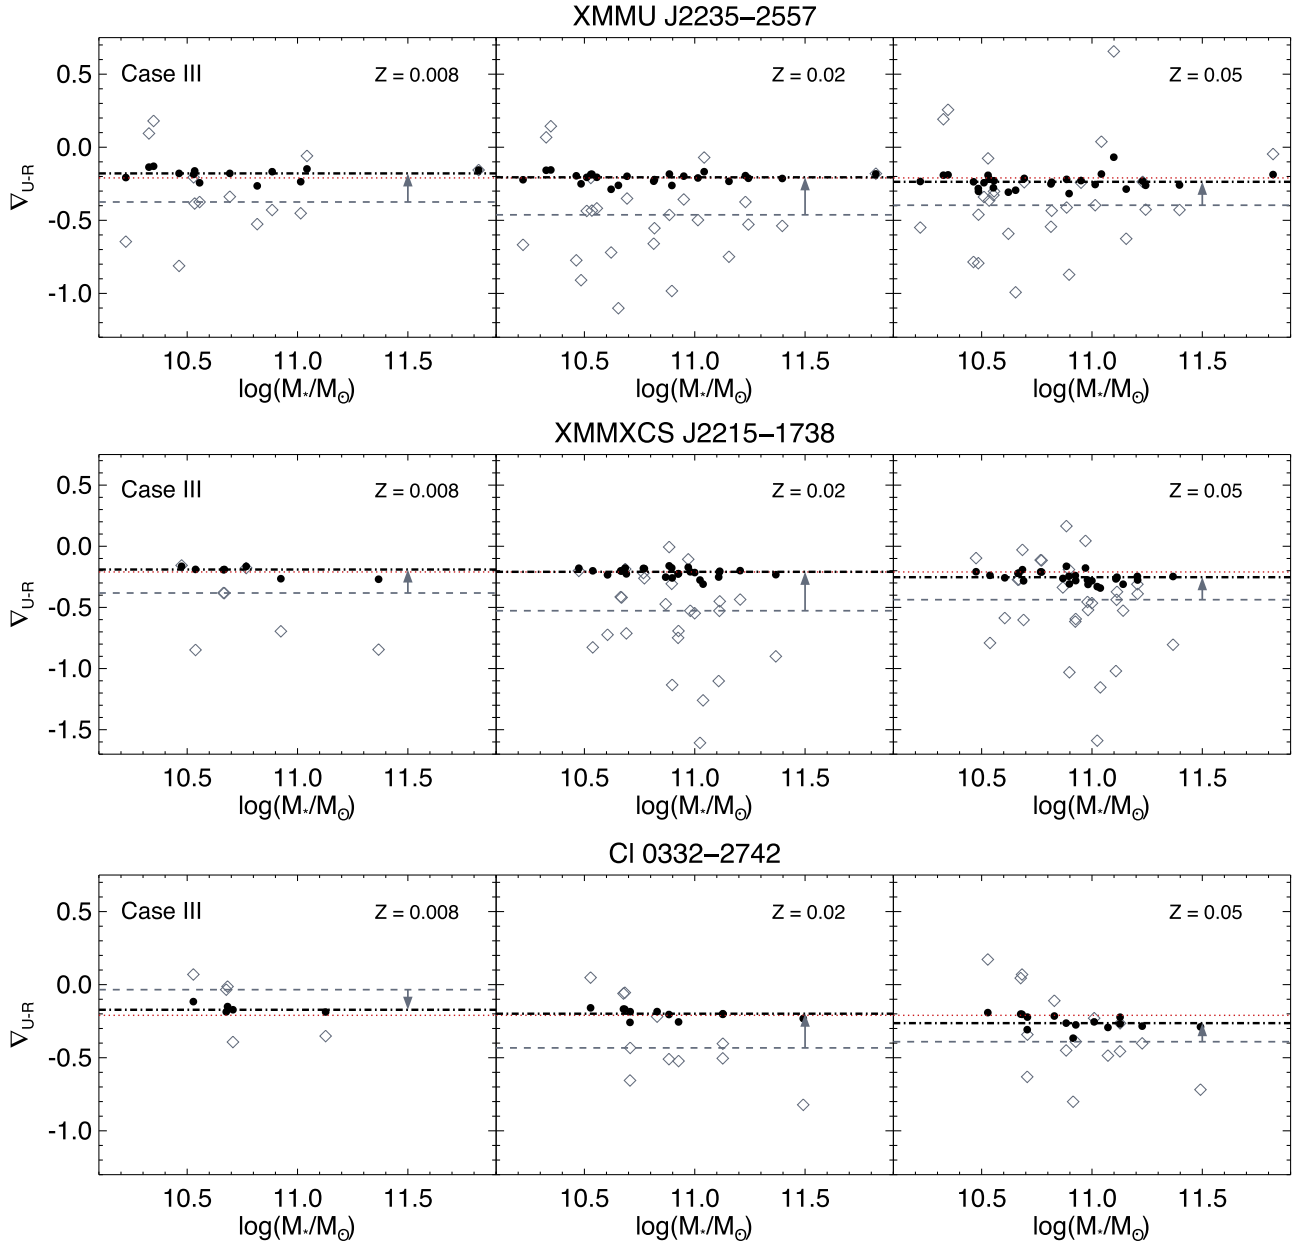 XMMU J2235−2557
Case III
Z = 0.008
Z = 0.02
Z = 0.05
0.5
0.0
-0.5
-1.0
∇U-R
10.5 11.0 11.5 10.5 11.0 11.5 10.5 11.0 11.5
log(M*/M⊙) log(M*/M⊙) log(M*/M⊙)
XMMXCS J2215−1738
Case III
Z = 0.008
Z = 0.02
Z = 0.05
0.5
0.0
-0.5
-1.0
-1.5
∇U-R
10.5 11.0 11.5 10.5 11.0 11.5 10.5 11.0 11.5
log(M*/M⊙) log(M*/M⊙) log(M*/M⊙)
Cl 0332−2742
Case III
Z = 0.008
Z = 0.02
Z = 0.05
0.5
0.0
-0.5
-1.0
∇U-R
10.5 11.0 11.5 10.5 11.0 11.5 10.5 11.0 11.5
log(M*/M⊙) log(M*/M⊙) log(M*/M⊙)